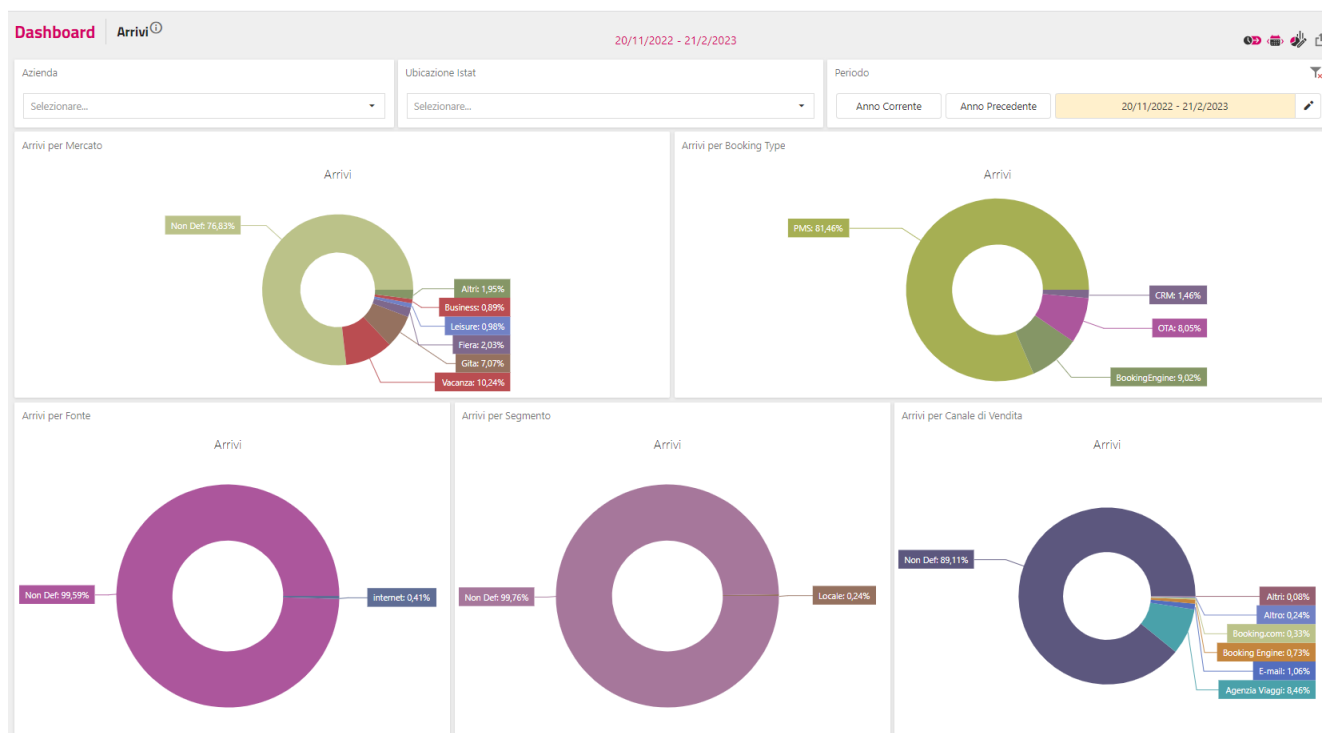 Dashboard
Arrivi
20/11/2022 - 21/2/2023
Azienda
Selezionare...
Ubicazione Istat
Selezionare...
Periodo
Anno Corrente
Anno Precedente
20/11/2022 - 21/2/2023
Arrivi per Mercato
Arrivi
Non Def: 76,83%
Altri: 1,95%
Business: 0,89%
Leisure: 0,98%
Fiera: 2,03%
Gita: 7,07%
Vacanza: 10,24%
Arrivi per Booking Type
Arrivi
PMS: 81,46%
CRM: 1,46%
OTA: 8,05%
BookingEngine: 9,02%
Arrivi per Fonte
Arrivi
Non Def: 99,59%
internet: 0,41%
Arrivi per Segmento
Arrivi
Non Def: 99,76%
Locale: 0,24%
Arrivi per Canale di Vendita
Arrivi
Non Def: 89,11%
Altri: 0,08%
Altro: 0,24%
Booking.com: 0,33%
Booking Engine: 0,73%
E-mail: 1,06%
Agenzia Viaggi: 8,46%